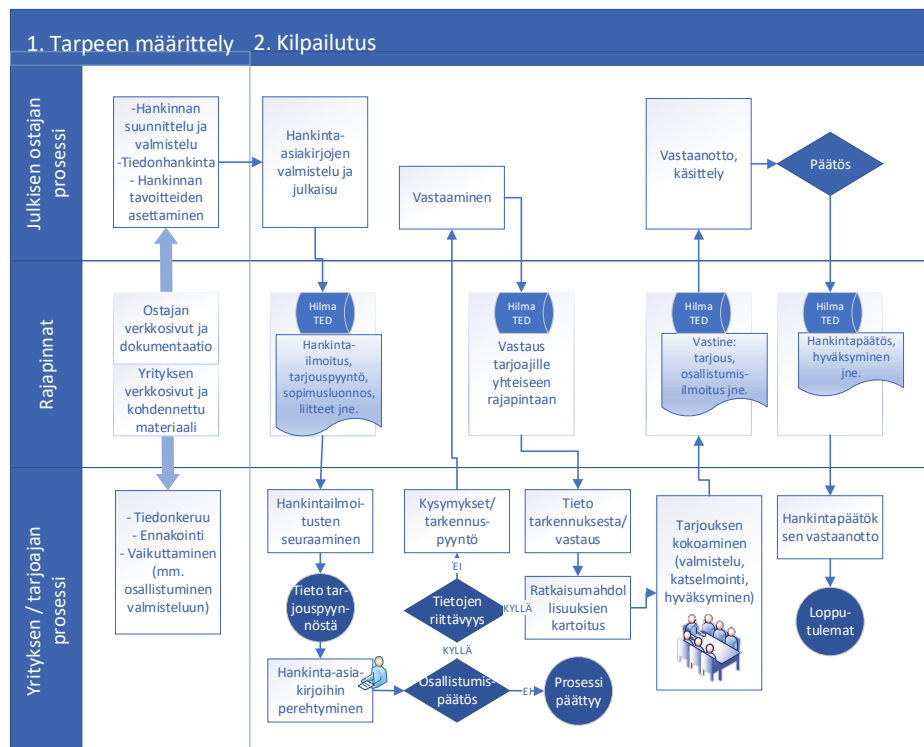 1. Tarpeen määrittely
2. Kilpailutus
Julkisen ostajan
prosessi
-Hankinnan
suunnittelu ja
valmistelu
-Tiedonhankinta
- Hankinnan
tavoitteiden
asettaminen
Hankinta-
asiakirjojen
valmistelu ja
julkaisu
Vastaaminen
Vastaanotto,
käsittely
Päätös
Rajapinnat
Ostajan
verkkosivut ja
dokumentaatio
Yrityksen
verkkosivut ja
kohdennettu
materiaali
Hilma
TED
Hankinta-
ilmoitus,
tarjouspyyntö,
sopimusluonnos,
liitteet jne.
Hilma
TED
Vastaus
tarjoajille
yhteiseen
rajapintaan
Hilma
TED
Vastine:
tarjous,
osallistumis-
ilmoitus jne.
Hilma
TED
Hankintapäätös,
hyväksyminen
jne.
Yrityksen / tarjoajan
prosessi
- Tiedonkeruu
- Ennakointi
- Vaikuttaminen
(mm.
osallistuminen
valmisteluun)
Hankintailmoi-
tusten
seuraaminen
Tieto tar-
jouspyyn-
nöstä
Hankinta-asia-
kirjoihin
perehtyminen
Kysymykset/
tarkennus-
pyyntö
EI
Tietojen
riittävyys
KYLLÄ
KYLLÄ
Osallistumis-
päätös
EI
Prosessi
päättyy
Tieto
tarkennuksesta/
vastaus
Ratkaisumahdol
lisuuksien
kartoitus
Tarjouksen
kokoaminen
(valmistelu,
katselmointi,
hyväksyminen)
Hankintapäätök
sen vastaanotto
Loppu-
tulemat